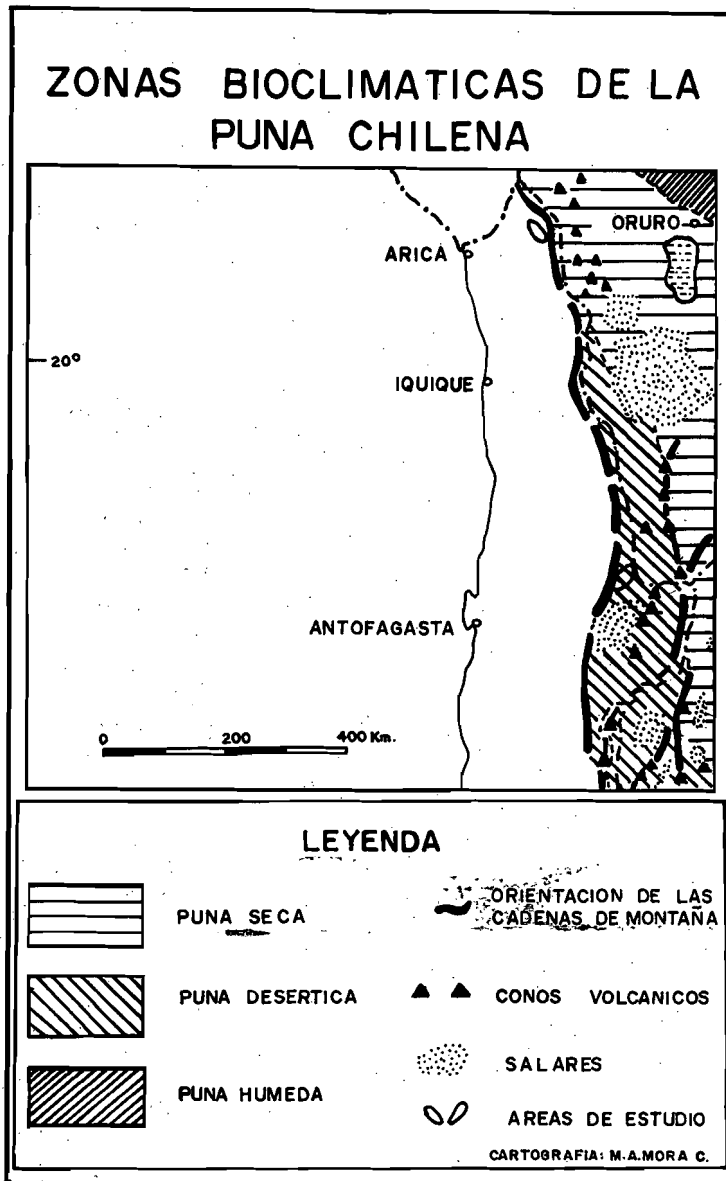 ZONAS BIOCLIMATICAS DE LA
PUNA CHILENA
ORURO
ARICA
20°
IQUIQUE
ANTOFAGASTA
0 200 400 Km.
LEYENDA
PUNA SECA
ORIENTACION DE LAS
CADENAS DE MONTAÑA
PUNA DESERTICA
CONOS VOLCANICOS
SALARES
PUNA HUMEDA
AREAS DE ESTUDIO
CARTOGRAFIA: M.A.MORA C.